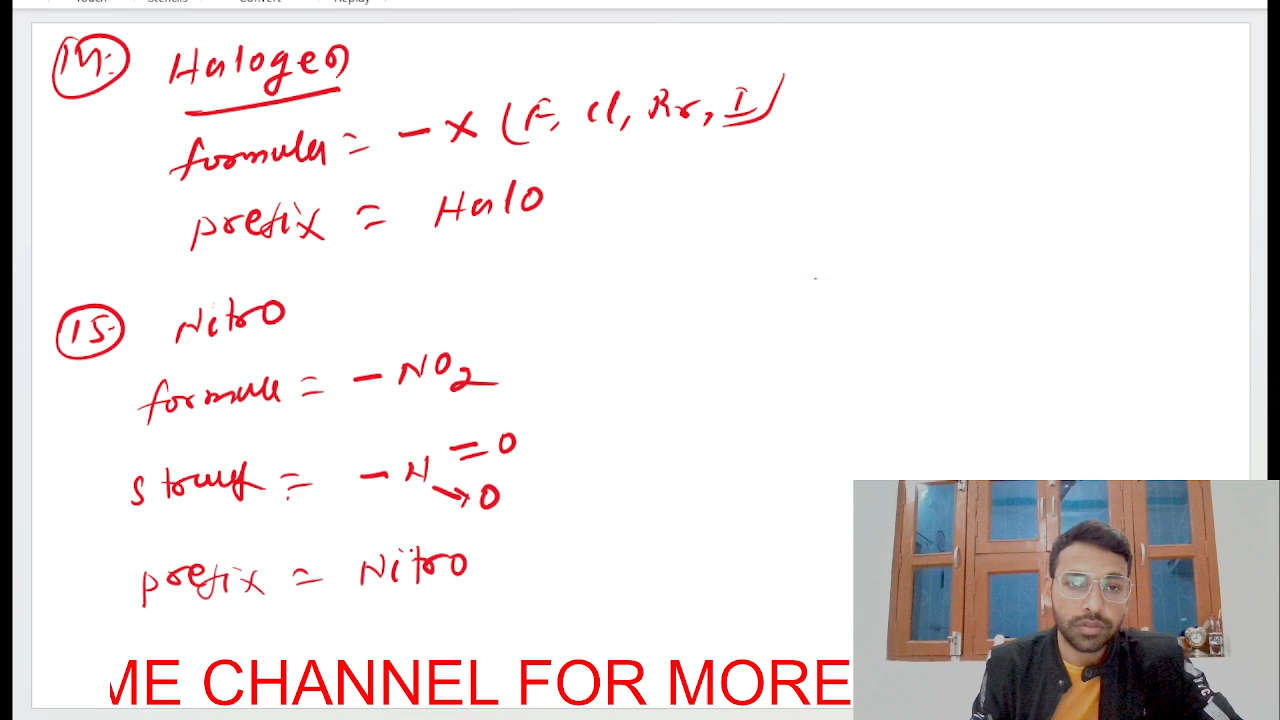 14. Halogen
formula = - X (F, Cl, Br, I)
prefix = Halo
15. Nitro
formula = - NO2
= O
struct = - N
→ O
prefix = Nitro
ME CHANNEL FOR MORE